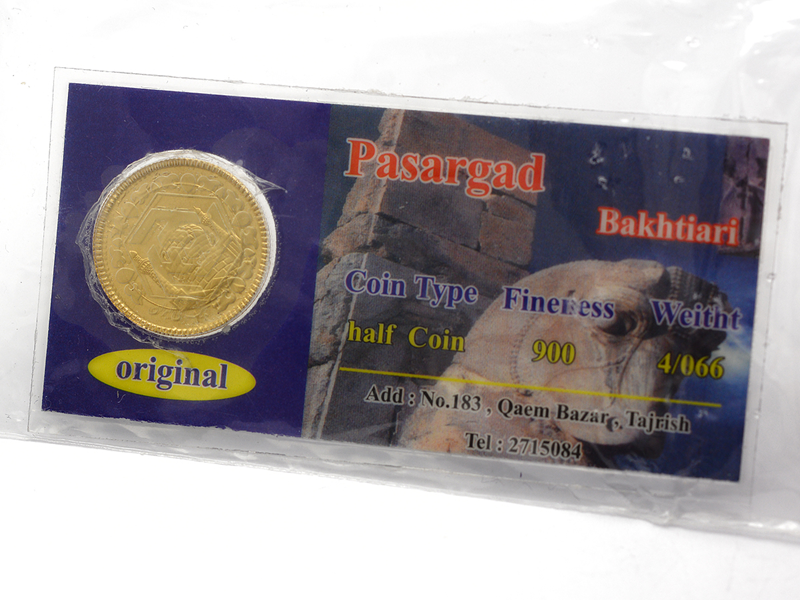 original
Pasargad
Bakhtiari
Coin Type Fineness Weitht
half Coin 900 4/066
Add : No.183 , Qaem Bazar , Tajrish
Tel : 2715084